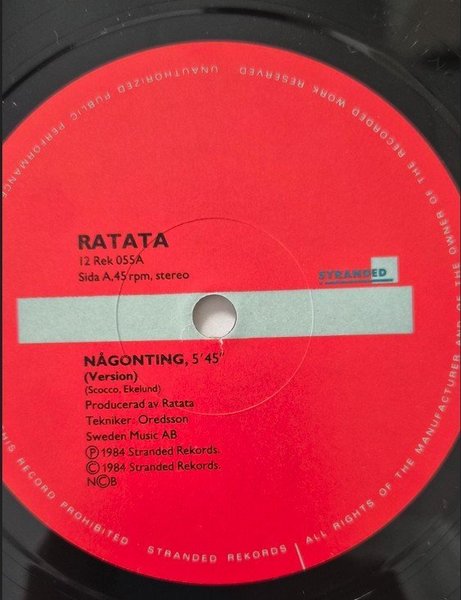 RATATA
12 Rek 055A
Sida A, 45 rpm, stereo
STRANDED
NÅGONTING, 5'45"
(Version)
(Scocco, Ekelund)
Producerad av Ratata
Tekniker: Oredsson
Sweden Music AB
Ⓟ 1984 Stranded Rekords.
© 1984 Stranded Rekords.
NCB
ALL RIGHTS OF THE MANUFACTURER AND OF THE OWNER OF THE RECORDED WORK RESERVED
UNAUTHORIZED PUBLIC PERFORMANCE
THIS RECORD PROHIBITED · STRANDED REKORDS